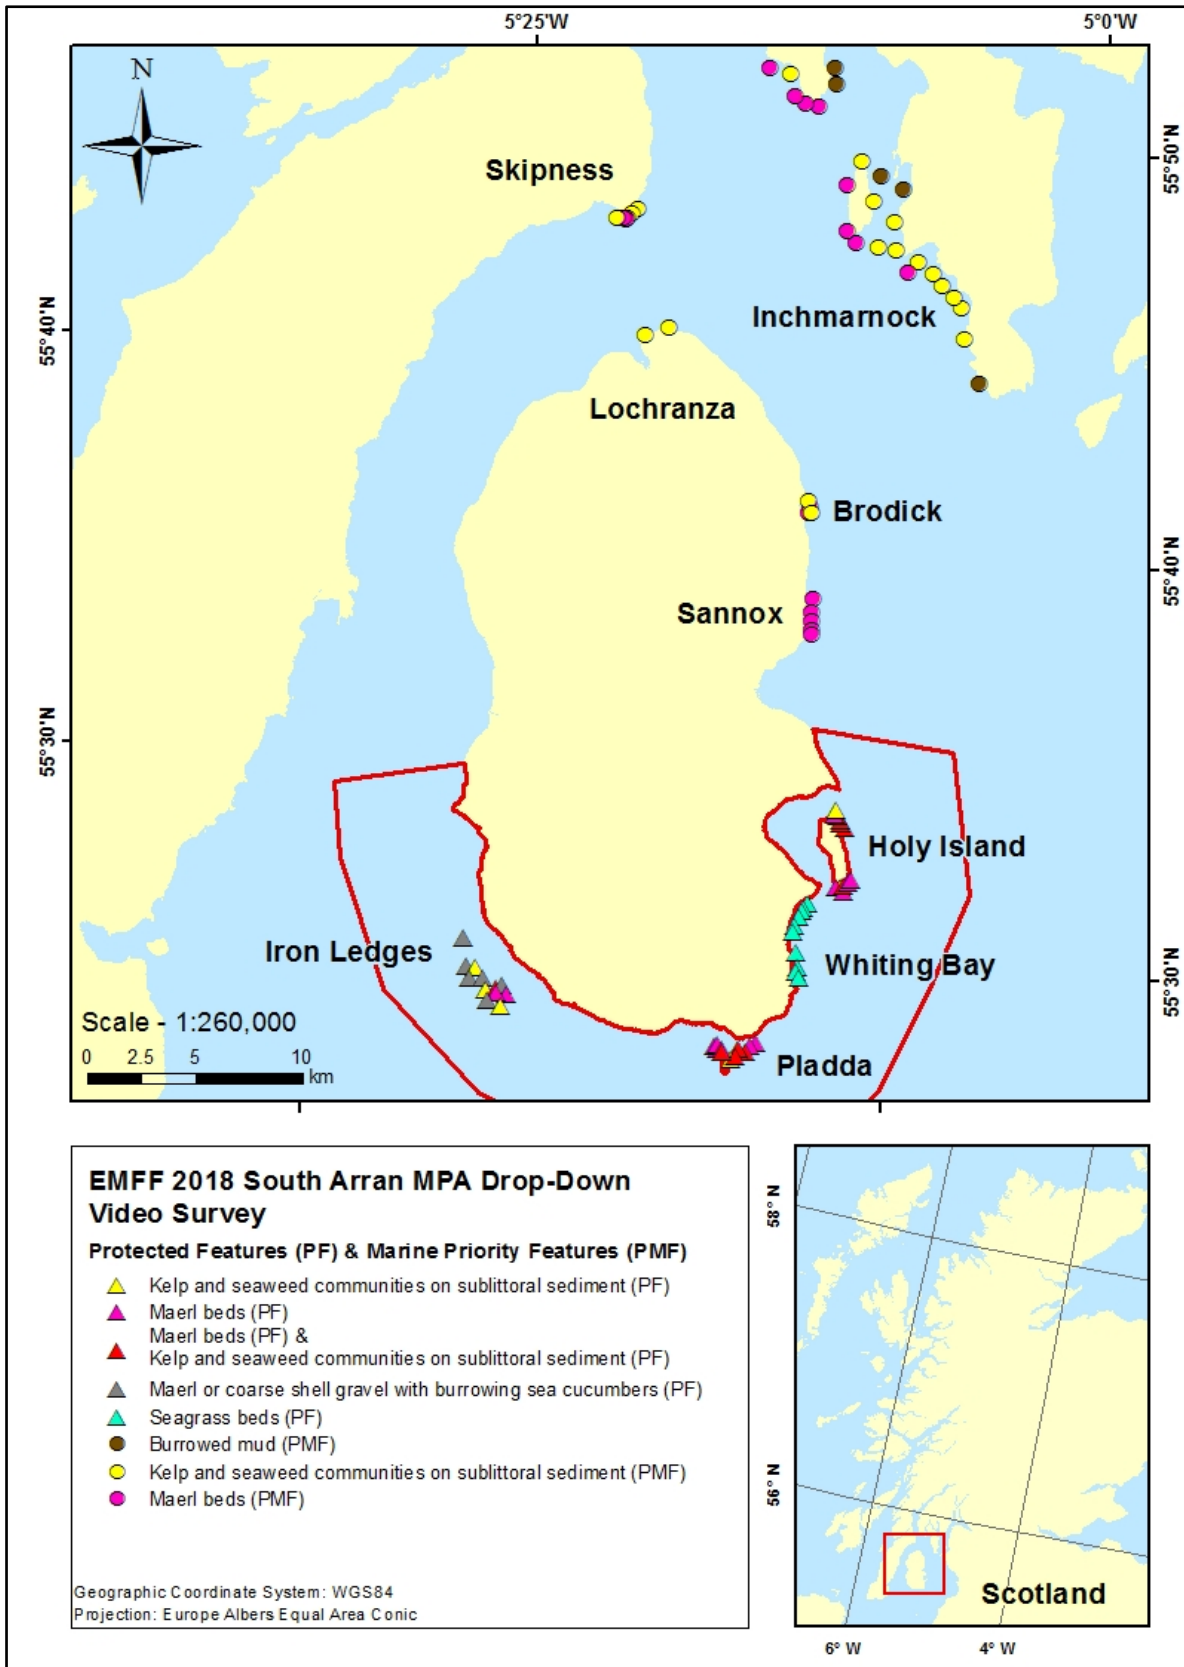 5°25'W
5°0'W
N
55°50'N
Skipness
55°40'N
Inchmarnock
Lochranza
Brodick
55°40'N
Sannox
55°30'N
Holy Island
Iron Ledges
Whiting Bay
55°30'N
Scale - 1:260,000
0 2.5 5 10
km
Pladda
EMFF 2018 South Arran MPA Drop-Down
Video Survey
Protected Features (PF) & Marine Priority Features (PMF)
Kelp and seaweed communities on sublittoral sediment (PF)
Maerl beds (PF)
Maerl beds (PF) &
Kelp and seaweed communities on sublittoral sediment (PF)
Maerl or coarse shell gravel with burrowing sea cucumbers (PF)
Seagrass beds (PF)
Burrowed mud (PMF)
Kelp and seaweed communities on sublittoral sediment (PMF)
Maerl beds (PMF)
Geographic Coordinate System: WGS84
Projection: Europe Albers Equal Area Conic
58° N
56° N
Scotland
6° W
4° W